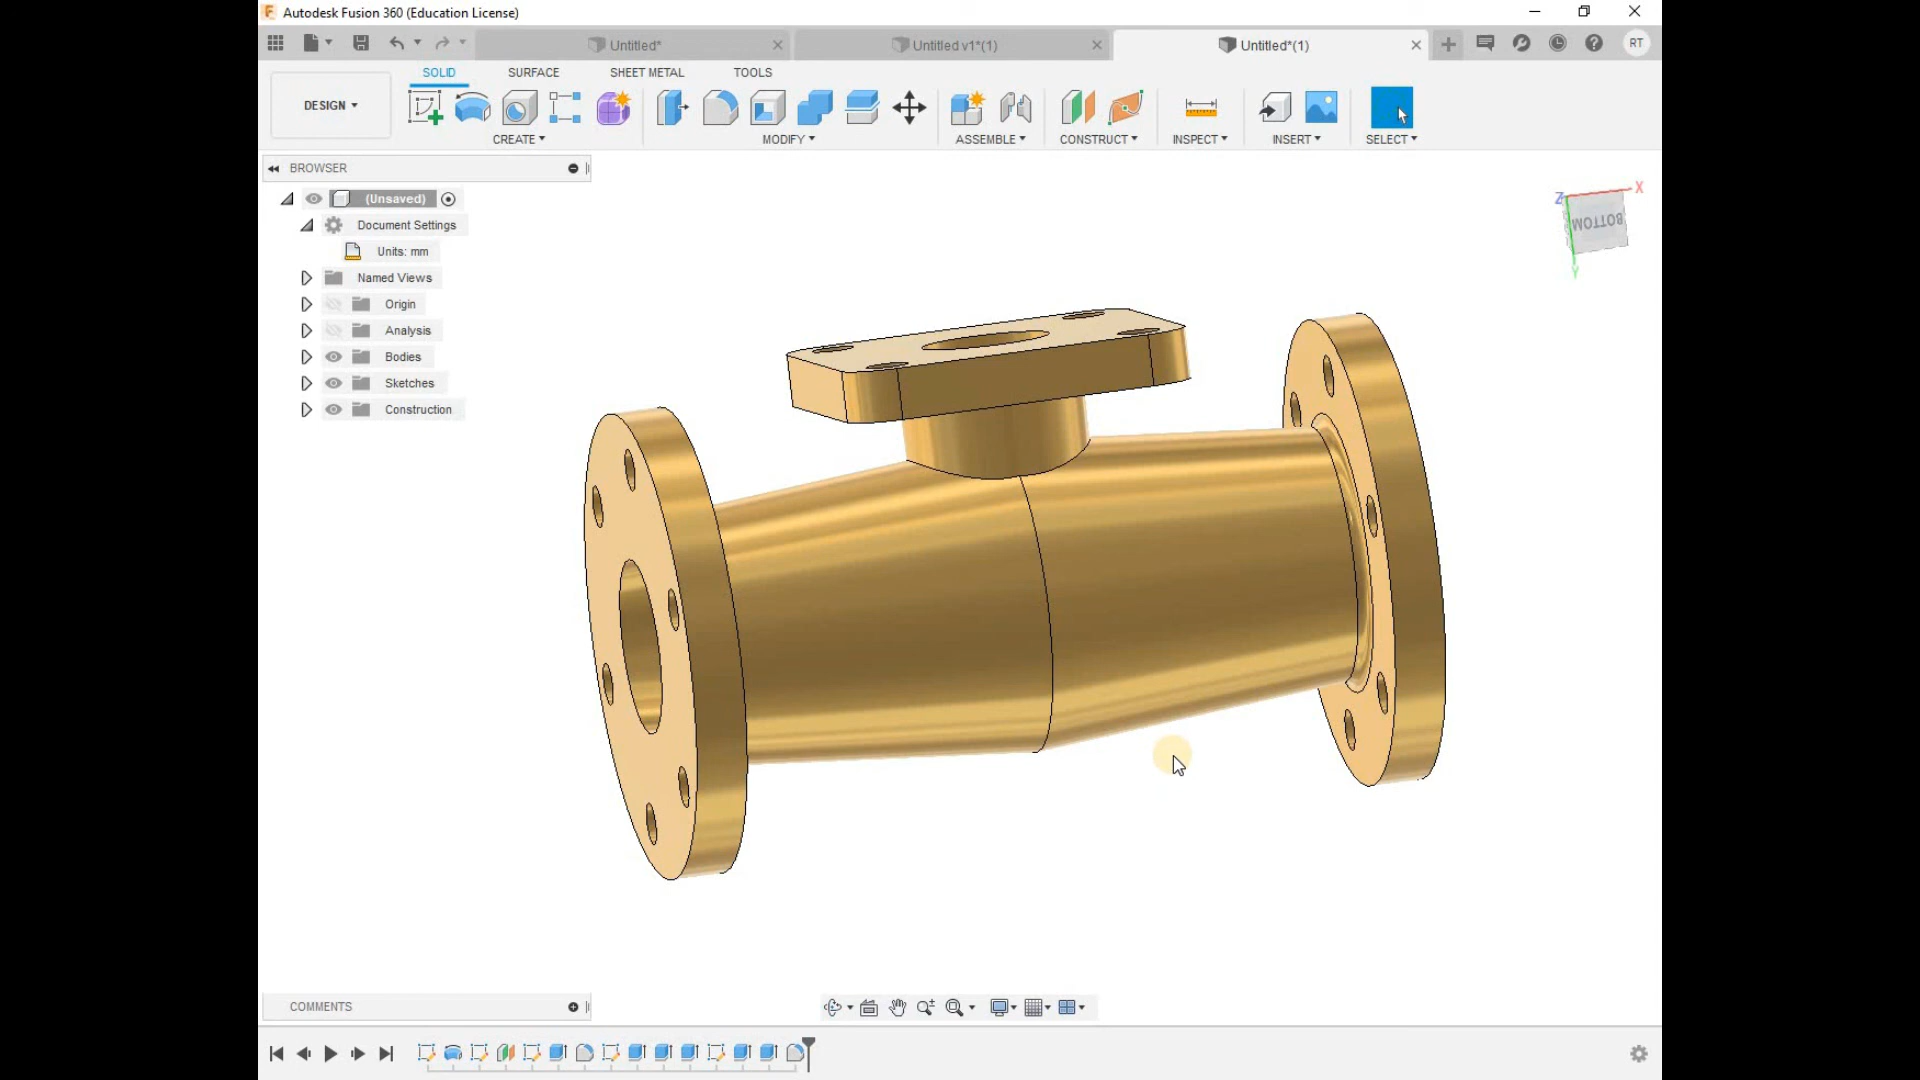 Autodesk Fusion 360 (Education License)
Untitled*
Untitled v1*(1)
Untitled*(1)
RT
SOLID
SURFACE
SHEET METAL
TOOLS
DESIGN
CREATE
MODIFY
ASSEMBLE
CONSTRUCT
INSPECT
INSERT
SELECT
BROWSER
(Unsaved)
Document Settings
Units: mm
Named Views
Origin
Analysis
Bodies
Sketches
Construction
Z
X
BOTTOM
Y
COMMENTS